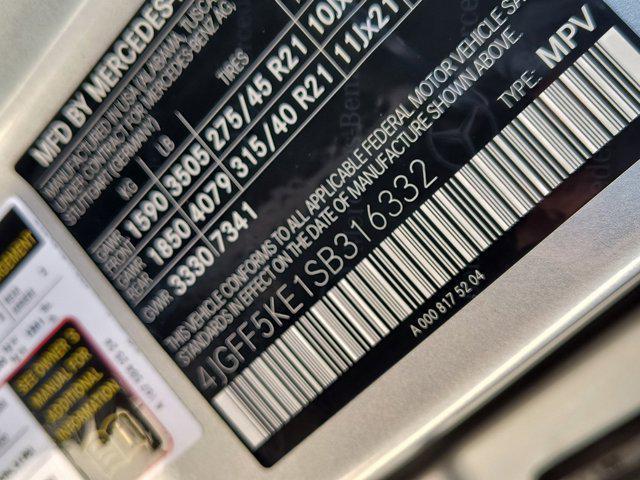 MFD BY MERCEDES-
MANUFACTURED IN USA/ALABAMA, TUSC
UNDER CONTRACT FOR MERCEDES-BENZ AG,
STUTTGART (GERMANY)
KG LB TIRES
GAWR FRONT 1590 3505 275/45 R21 10Jx
GAWR REAR 1850 4079 315/40 R21 11Jx21
GVWR 3330 7341
THIS VEHICLE CONFORMS TO ALL APPLICABLE FEDERAL MOTOR VEHICLE SA
STANDARDS IN EFFECT ON THE DATE OF MANUFACTURE SHOWN ABOVE.
4JGFF5KE1SB316332 TYPE: MPV
A 000 817 52 04
SEE OWNER'S
MANUAL FOR
ADDITIONAL
INFORMATION